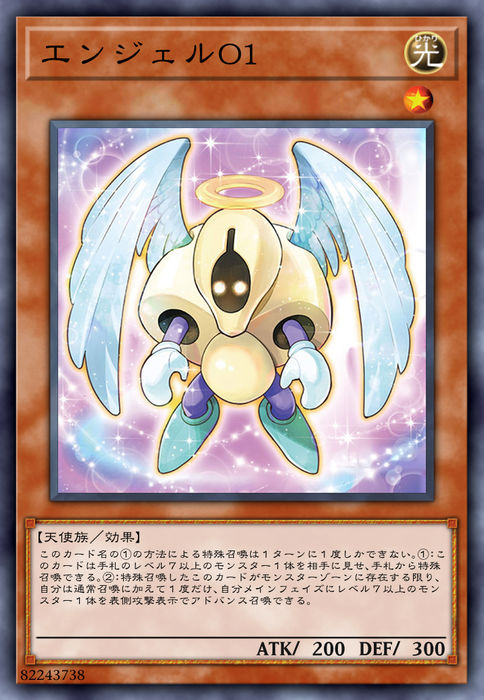 エンジェルO1
ひかり
光
【天使族／効果】
このカード名の①の方法による特殊召喚は１ターンに１度しかできない。①：こ
のカードは手札のレベル７以上のモンスター１体を相手に見せ、手札から特殊
召喚できる。②：特殊召喚したこのカードがモンスターゾーンに存在する限り、
自分は通常召喚に加えて１度だけ、自分メインフェイズにレベル７以上のモン
スター１体を表側攻撃表示でアドバンス召喚できる。
ATK/ 200 DEF/ 300
82243738